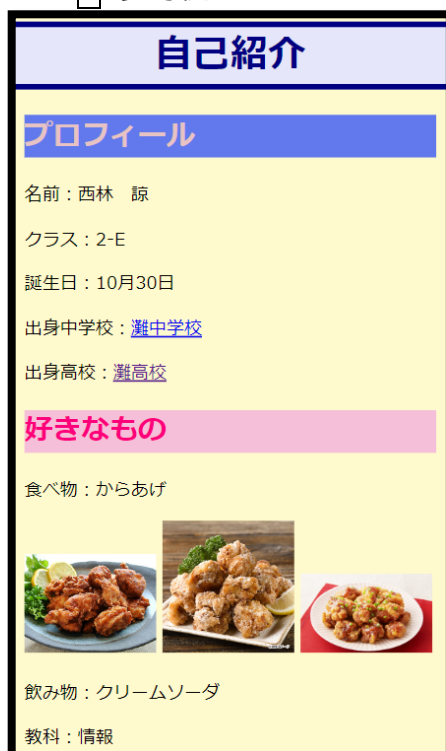 自己紹介
プロフィール
名前：西林　諒
クラス：2-E
誕生日：10月30日
出身中学校：灘中学校
出身高校：灘高校
好きなもの
食べ物：からあげ
飲み物：クリームソーダ
教科：情報